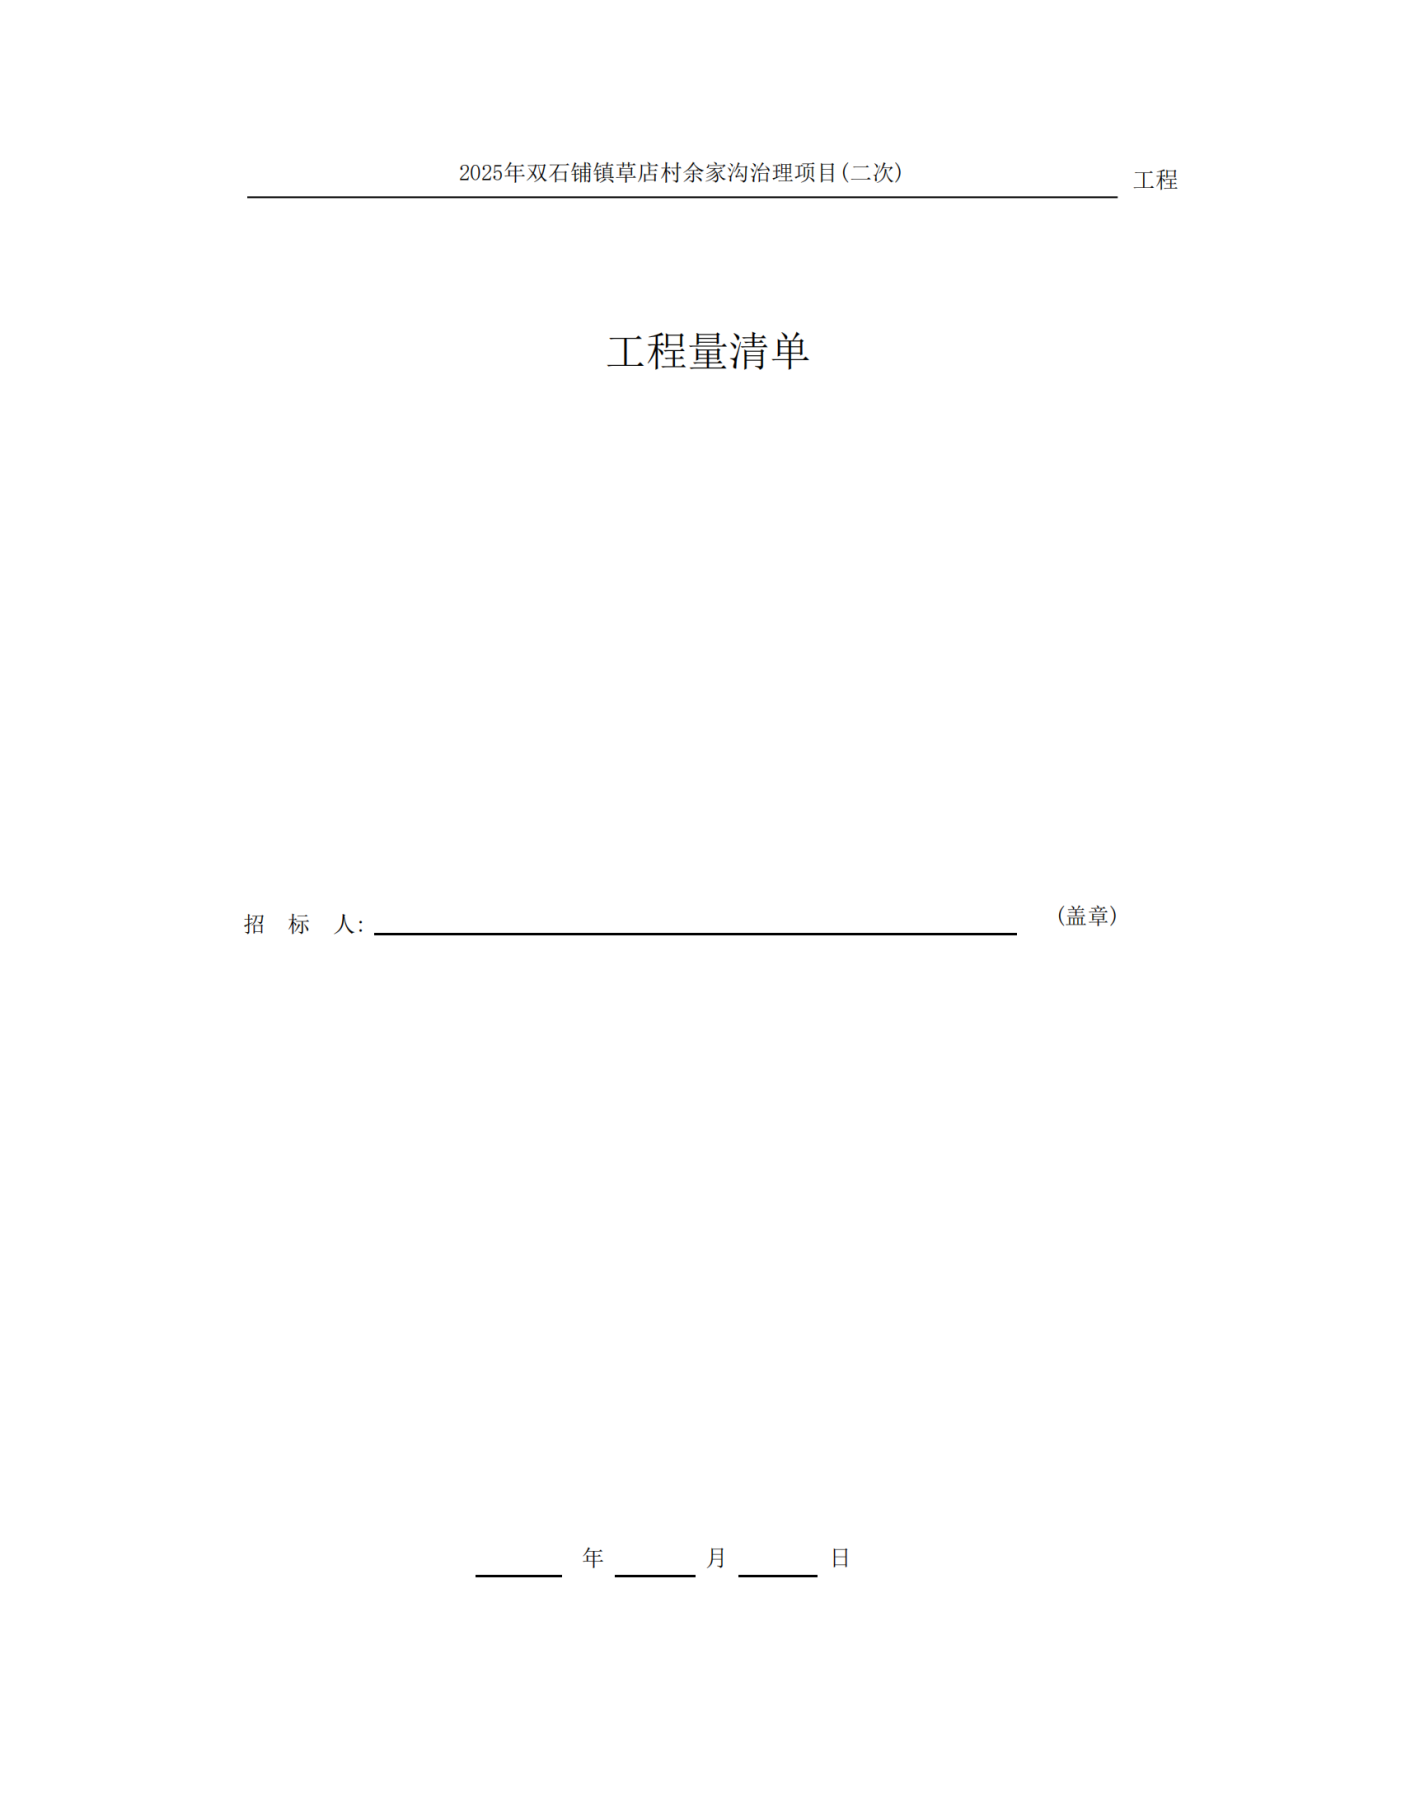 2025年双石铺镇草店村余家沟治理项目(二次) 工程
工程量清单
招 标 人: (盖章)
年 月 日